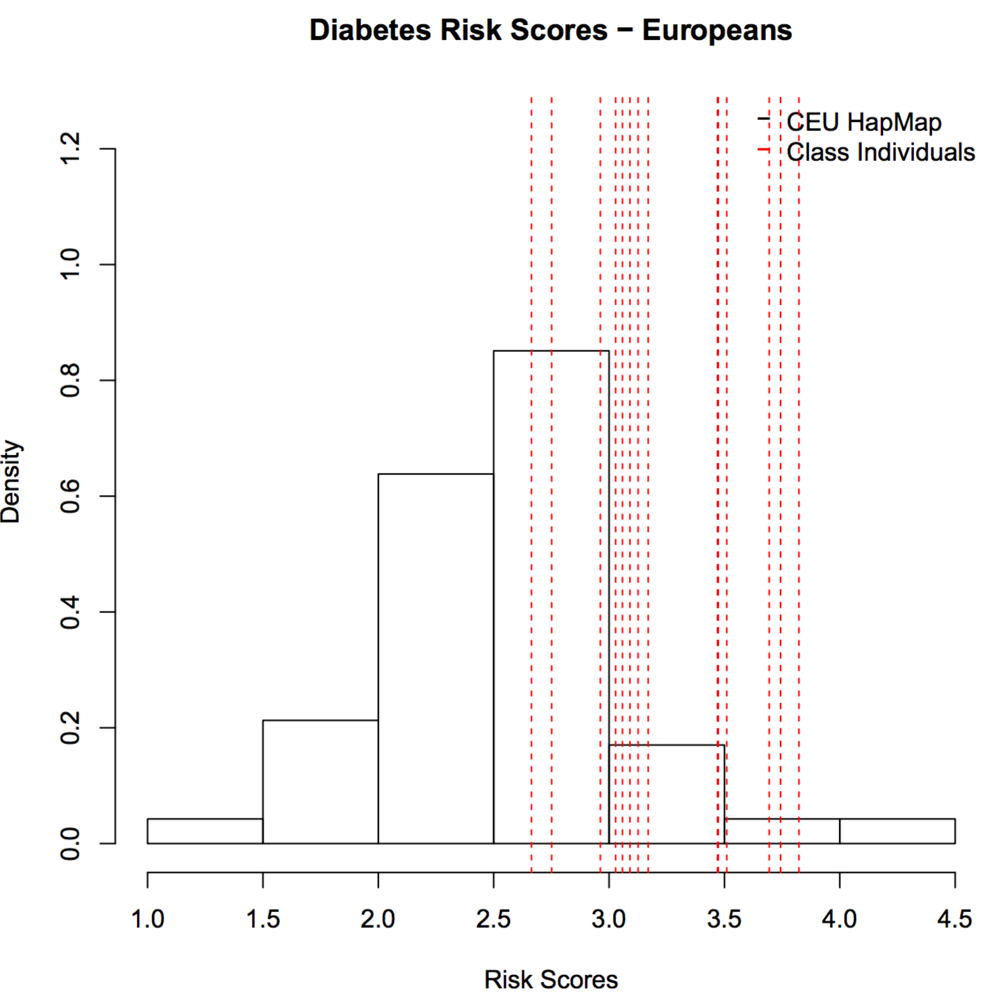 Diabetes Risk Scores − Europeans
CEU HapMap
Class Individuals
1.2
1.0
0.8
0.6
0.4
0.2
0.0
Density
1.0 1.5 2.0 2.5 3.0 3.5 4.0 4.5
Risk Scores